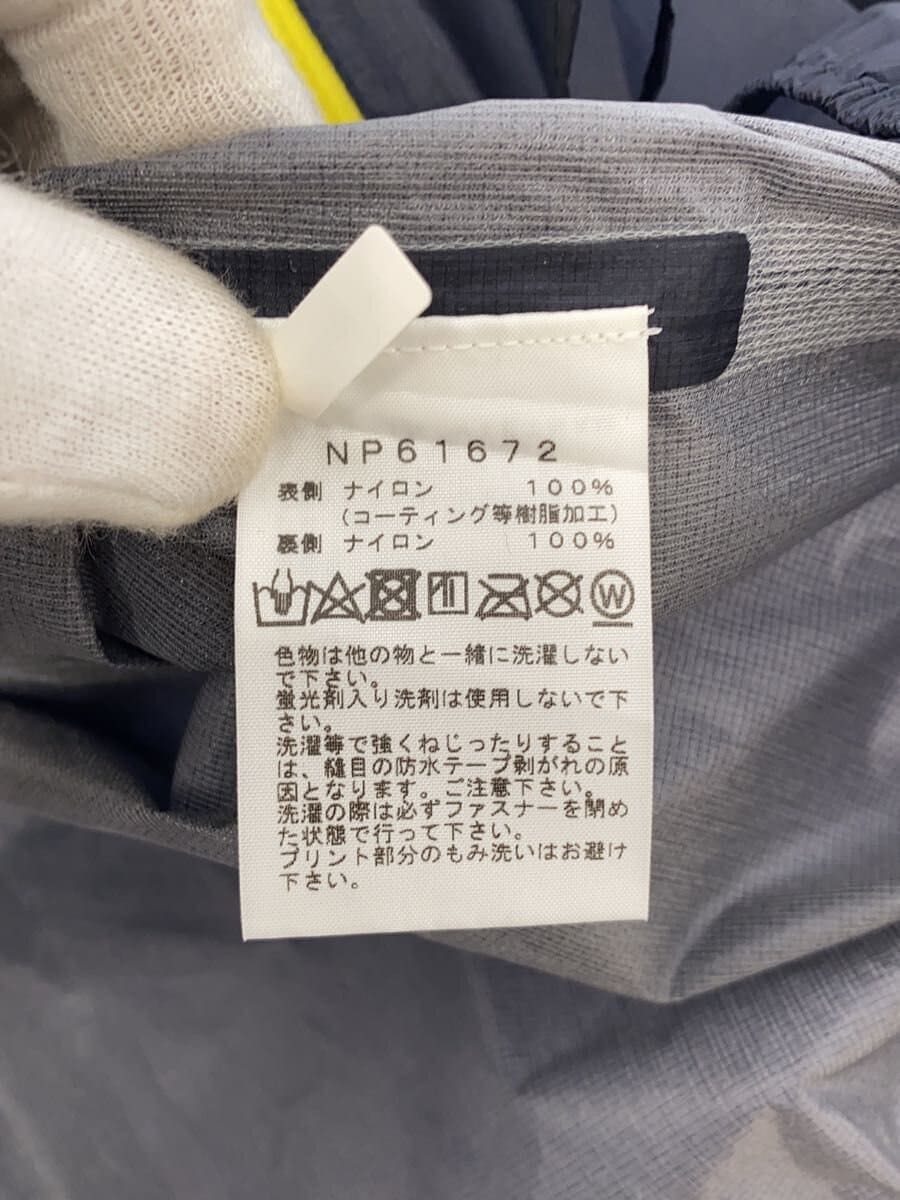 NP61672
表側 ナイロン 100%
(コーティング等樹脂加工)
裏側 ナイロン 100%
W
色物は他の物と一緒に洗濯しない
で下さい。
蛍光剤入り洗剤は使用しないで下
さい。
洗濯等で強くねじったりすること
は、縫目の防水テープ剥がれの原
因となります。ご注意下さい。
洗濯の際は必ずファスナーを閉め
た状態で行って下さい。
プリント部分のもみ洗いはお避け
下さい。